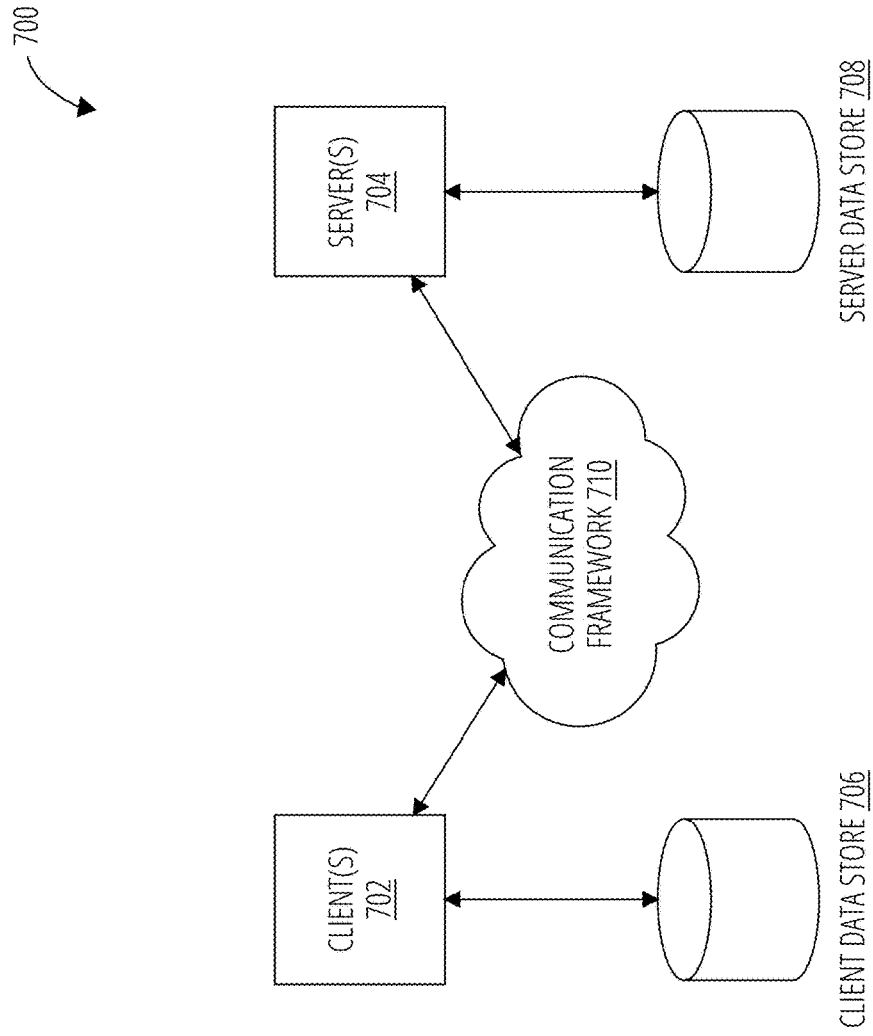 700
CLIENT(S)
702
SERVER(S)
704
COMMUNICATION
FRAMEWORK 710
CLIENT DATA STORE 706
SERVER DATA STORE 708